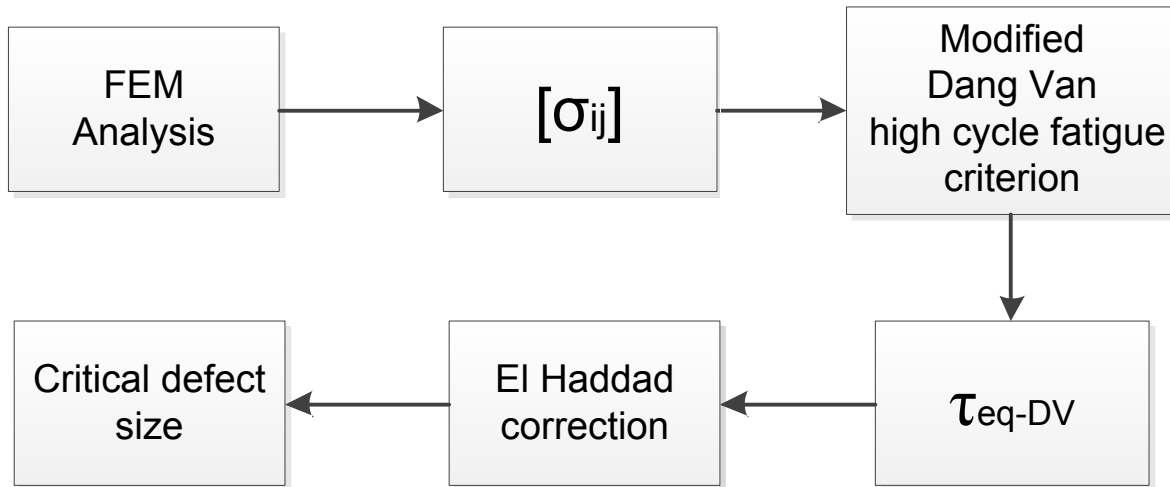 FEM
Analysis
[σij]
Modified
Dang Van
high cycle fatigue
criterion
τeq-DV
El Haddad
correction
Critical defect
size